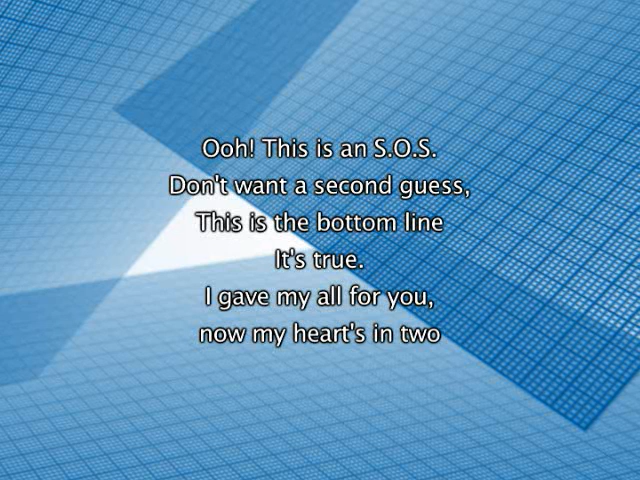 Ooh! This is an S.O.S.
Don't want a second guess,
This is the bottom line
It's true.
I gave my all for you,
now my heart's in two